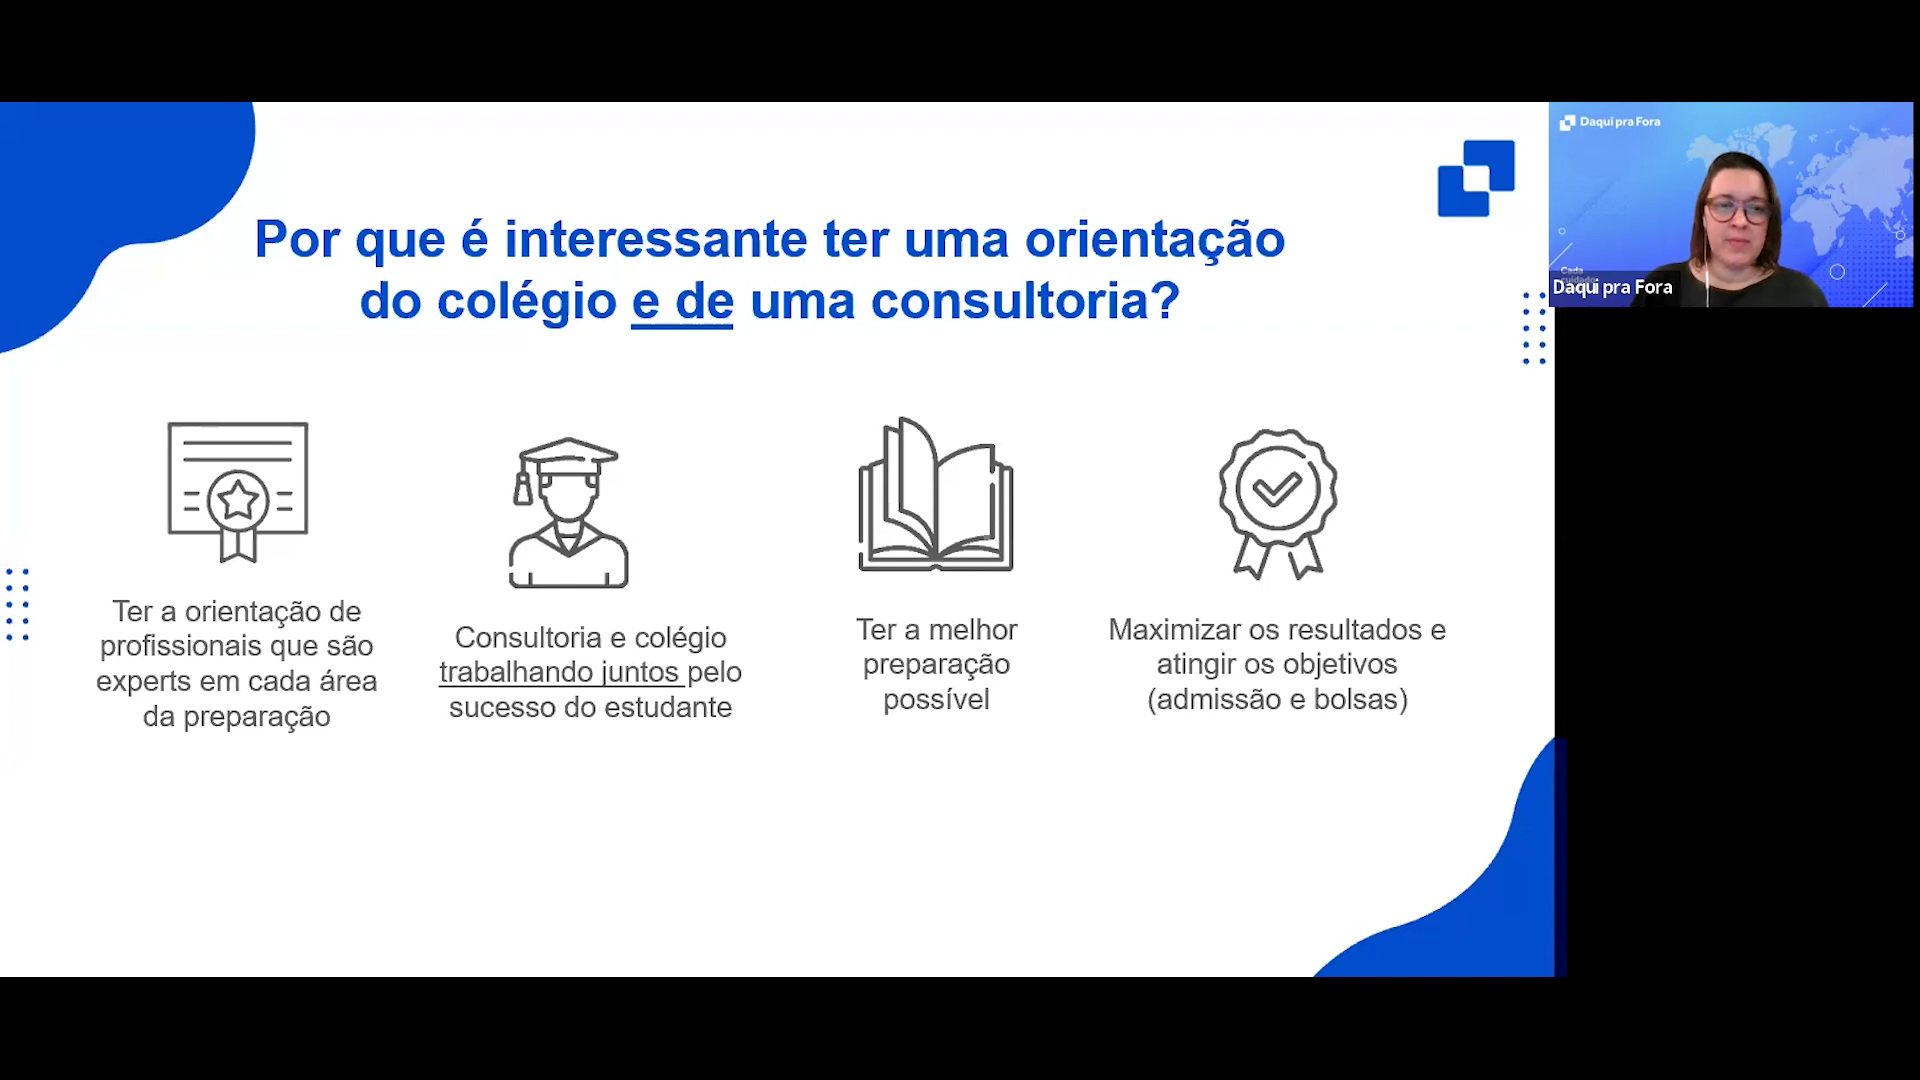 Por que é interessante ter uma orientação
do colégio e de uma consultoria?
Ter a orientação de
profissionais que são
experts em cada área
da preparação
Consultoria e colégio
trabalhando juntos pelo
sucesso do estudante
Ter a melhor
preparação
possível
Maximizar os resultados e
atingir os objetivos
(admissão e bolsas)
Daqui pra Fora
Cada
Daqui pra Fora